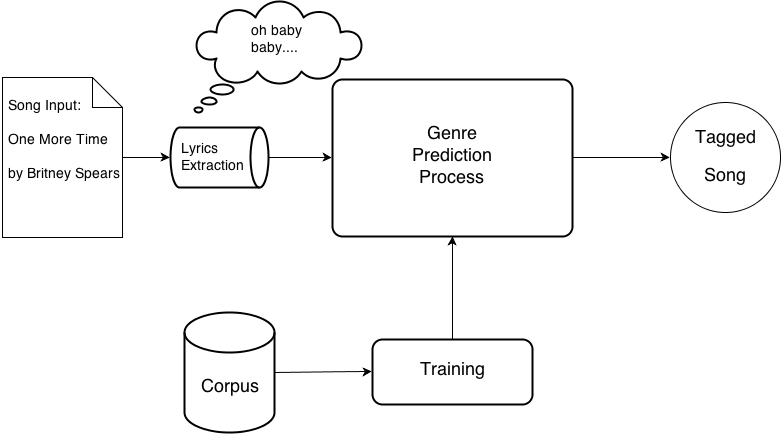 oh baby
baby....
Song Input:
One More Time
by Britney Spears
Lyrics
Extraction
Genre
Prediction
Process
Tagged
Song
Corpus
Training